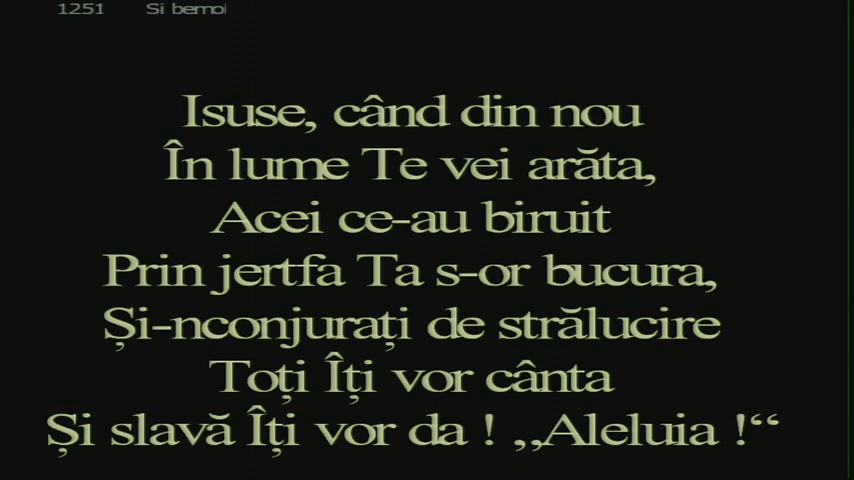 1251 Si bemol
Isuse, când din nou
În lume Te vei arăta,
Acei ce-au biruit
Prin jertfa Ta s-or bucura,
Și-nconjurați de strălucire
Toți Îți vor cânta
Și slavă Îți vor da ! „Aleluia !“